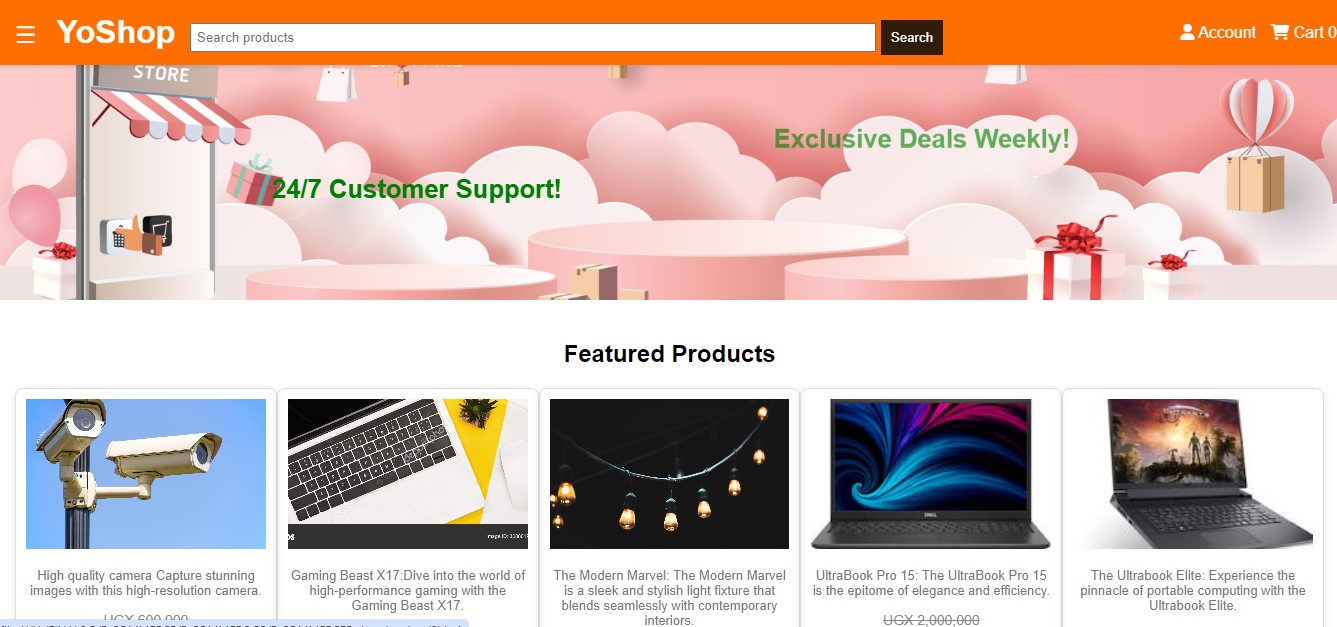 YoShop
Search products
Search
Account
Cart 0
STORE
Exclusive Deals Weekly!
24/7 Customer Support!
Featured Products
High quality camera Capture stunning
images with this high-resolution camera.
UGX 600,000
Gaming Beast X17:Dive into the world of
high-performance gaming with the
Gaming Beast X17.
The Modern Marvel: The Modern Marvel
is a sleek and stylish light fixture that
blends seamlessly with contemporary
interiors.
DELL
UltraBook Pro 15: The UltraBook Pro 15
is the epitome of elegance and efficiency.
UGX 2,000,000
The Ultrabook Elite: Experience the
pinnacle of portable computing with the
Ultrabook Elite.